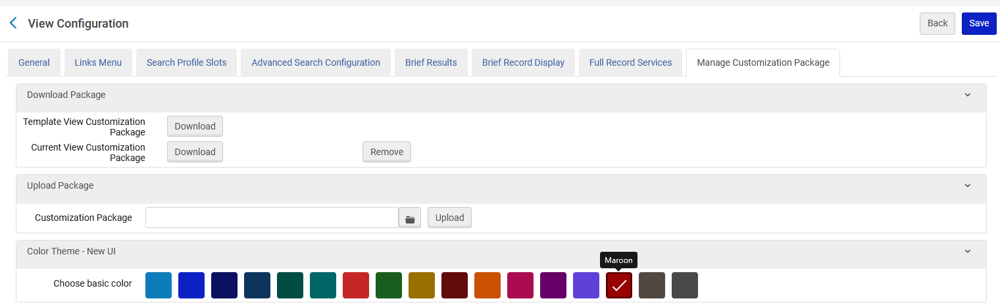 View Configuration
Back
Save
General
Links Menu
Search Profile Slots
Advanced Search Configuration
Brief Results
Brief Record Display
Full Record Services
Manage Customization Package
Download Package
Template View Customization
Package
Download
Current View Customization
Package
Download
Remove
Upload Package
Customization Package
Upload
Color Theme - New UI
Maroon
Choose basic color